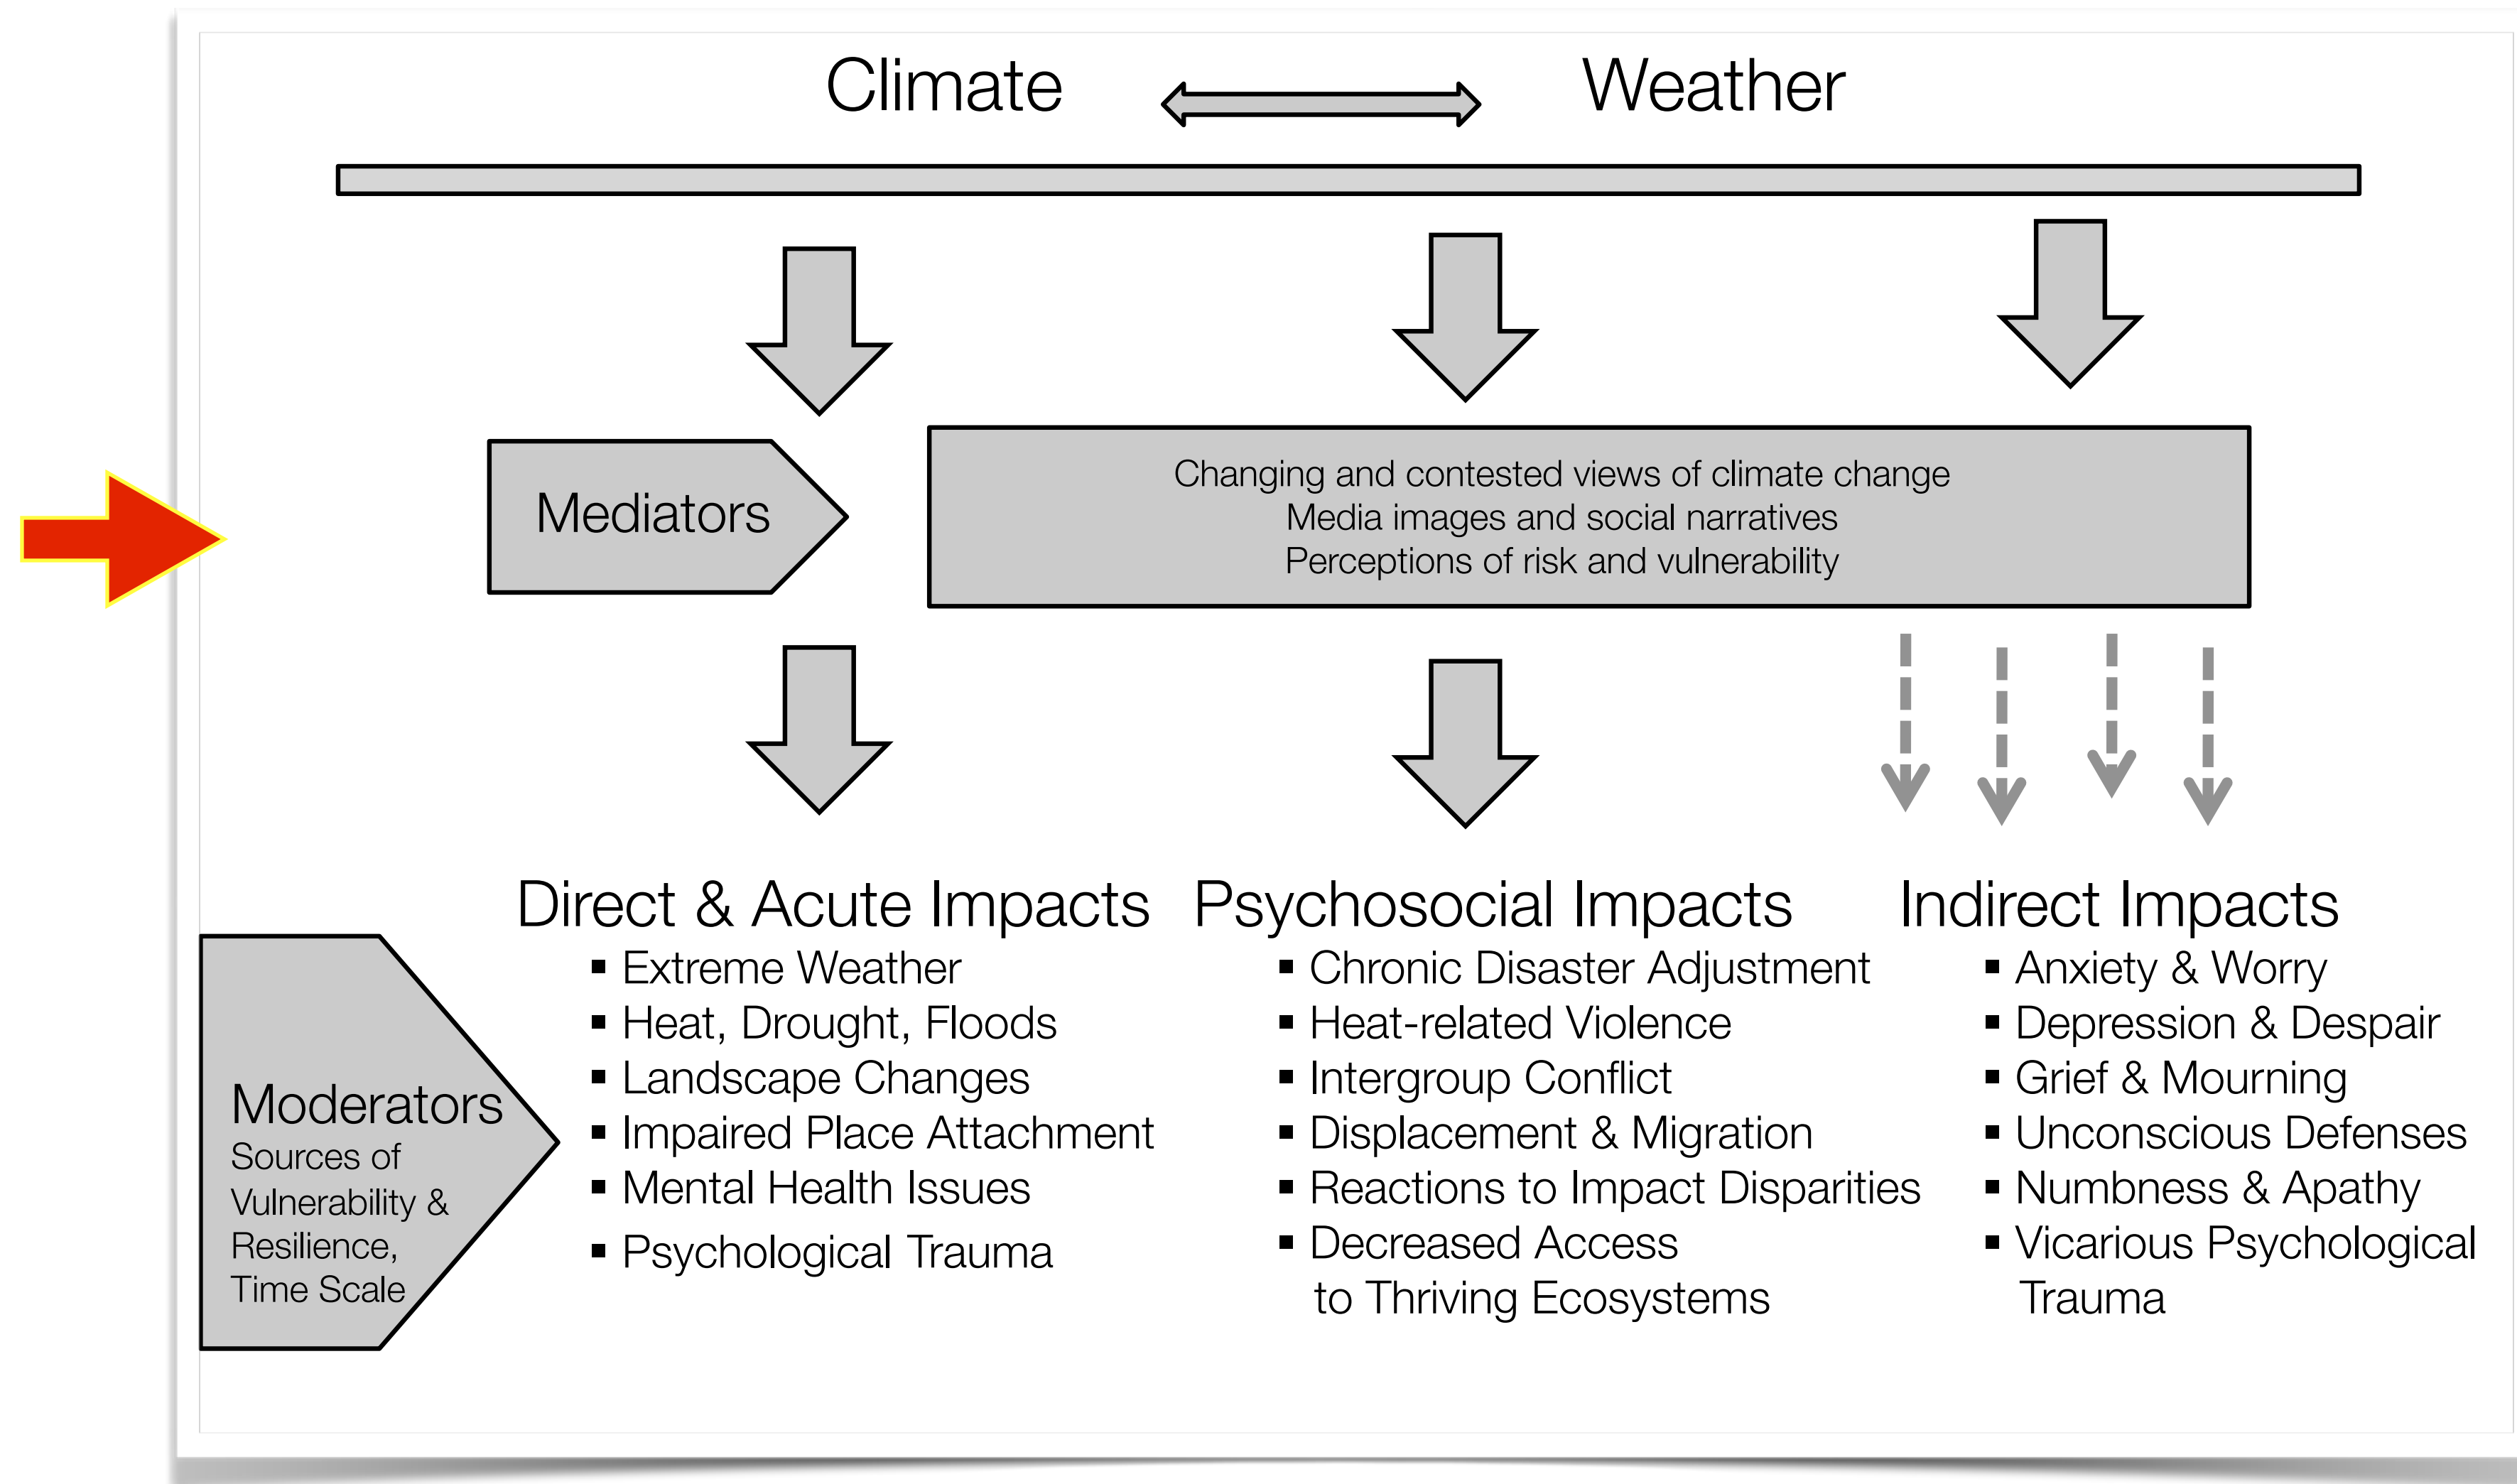 Climate
Weather
Mediators
Changing and contested views of climate change
Media images and social narratives
Perceptions of risk and vulnerability
Moderators
Sources of
Vulnerability &
Resilience,
Time Scale
Direct & Acute Impacts
▪ Extreme Weather
▪ Heat, Drought, Floods
▪ Landscape Changes
▪ Impaired Place Attachment
▪ Mental Health Issues
▪ Psychological Trauma
Psychosocial Impacts
▪ Chronic Disaster Adjustment
▪ Heat-related Violence
▪ Intergroup Conflict
▪ Displacement & Migration
▪ Reactions to Impact Disparities
▪ Decreased Access
to Thriving Ecosystems
Indirect Impacts
▪ Anxiety & Worry
▪ Depression & Despair
▪ Grief & Mourning
▪ Unconscious Defenses
▪ Numbness & Apathy
▪ Vicarious Psychological
Trauma